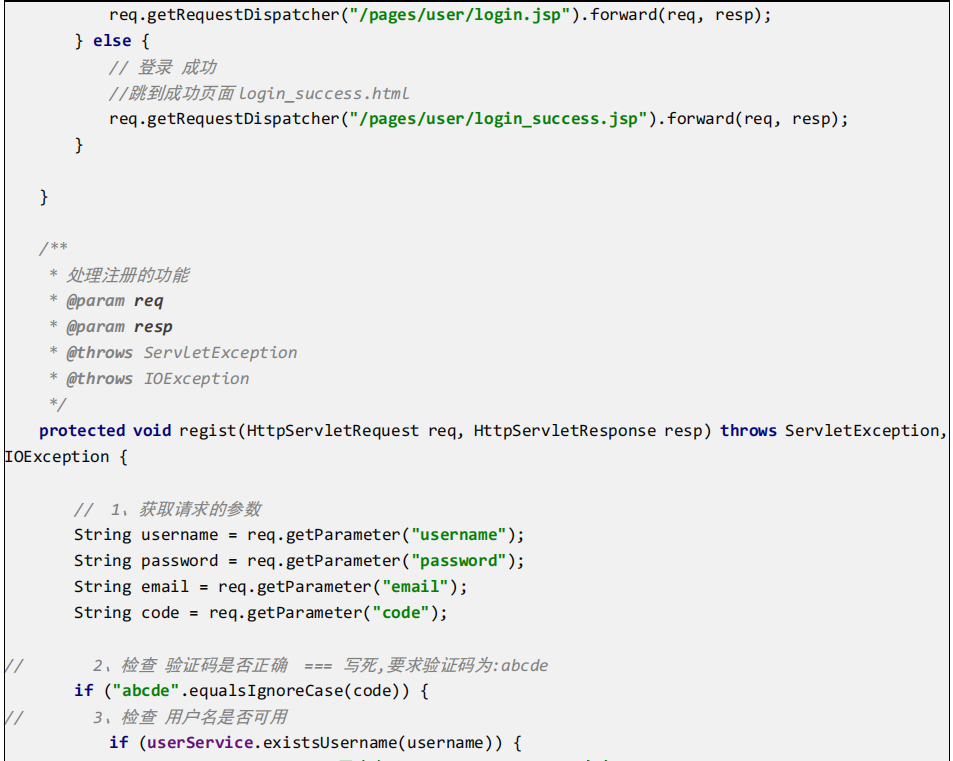 req.getRequestDispatcher("/pages/user/login.jsp").forward(req, resp);
} else {
// 登录 成功
//跳到成功页面 login_success.html
req.getRequestDispatcher("/pages/user/login_success.jsp").forward(req, resp);
}
}
/**
* 处理注册的功能
* @param req
* @param resp
* @throws ServletException
* @throws IOException
*/
protected void regist(HttpServletRequest req, HttpServletResponse resp) throws ServletException,
IOException {
// 1、获取请求的参数
String username = req.getParameter("username");
String password = req.getParameter("password");
String email = req.getParameter("email");
String code = req.getParameter("code");
// 2、检查 验证码是否正确 === 写死,要求验证码为:abcde
if ("abcde".equalsIgnoreCase(code)) {
// 3、检查 用户名是否可用
if (userService.existsUsername(username)) {